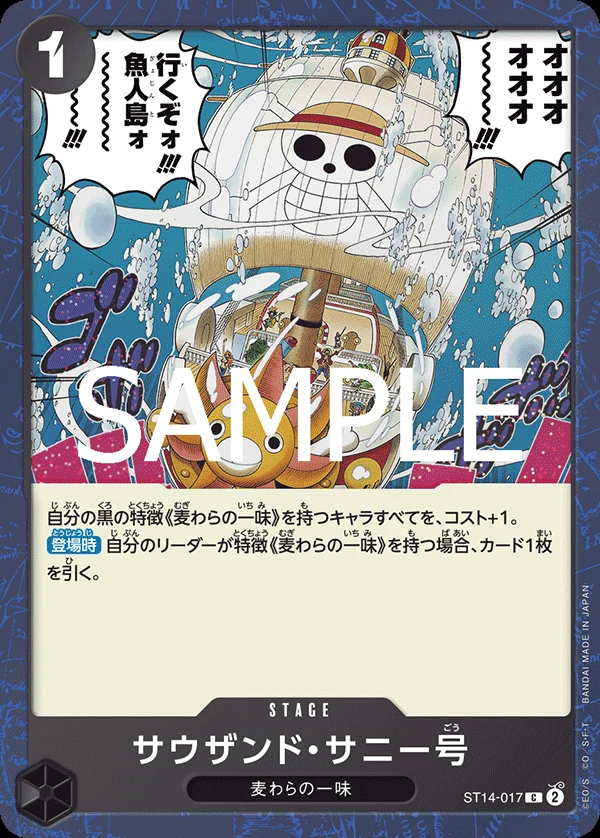 1
オオオ
オオオ
〜〜〜!!!
行くぞォ!!!
魚人島ォ
〜〜〜〜
〜〜!!!
ゴゴゴ
SAMPLE
自分の黒の特徴《麦わらの一味》を持つキャラすべてを、コスト+1。
登場時 自分のリーダーが特徴《麦わらの一味》を持つ場合、カード1枚
を引く。
STAGE
サウザンド・サニー号
麦わらの一味
ST14-017 C 2
©E.O/S ©O./S・F・T BANDAI MADE IN JAPAN